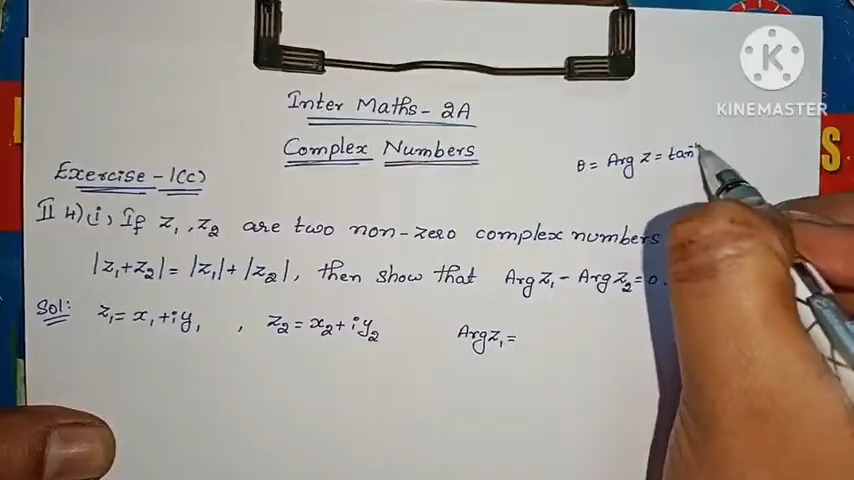 KINEMASTER
Inter Maths - 2A
Complex Numbers
θ = Arg z = tan⁻¹
Exercise - 1(c)
II 4) (i) If z₁, z₂ are two non-zero complex numbers
|z₁+z₂| = |z₁| + |z₂|, then show that Arg z₁ - Arg z₂ = 0.
Sol: z₁ = x₁ + iy₁ , z₂ = x₂ + iy₂ Arg z₁ =